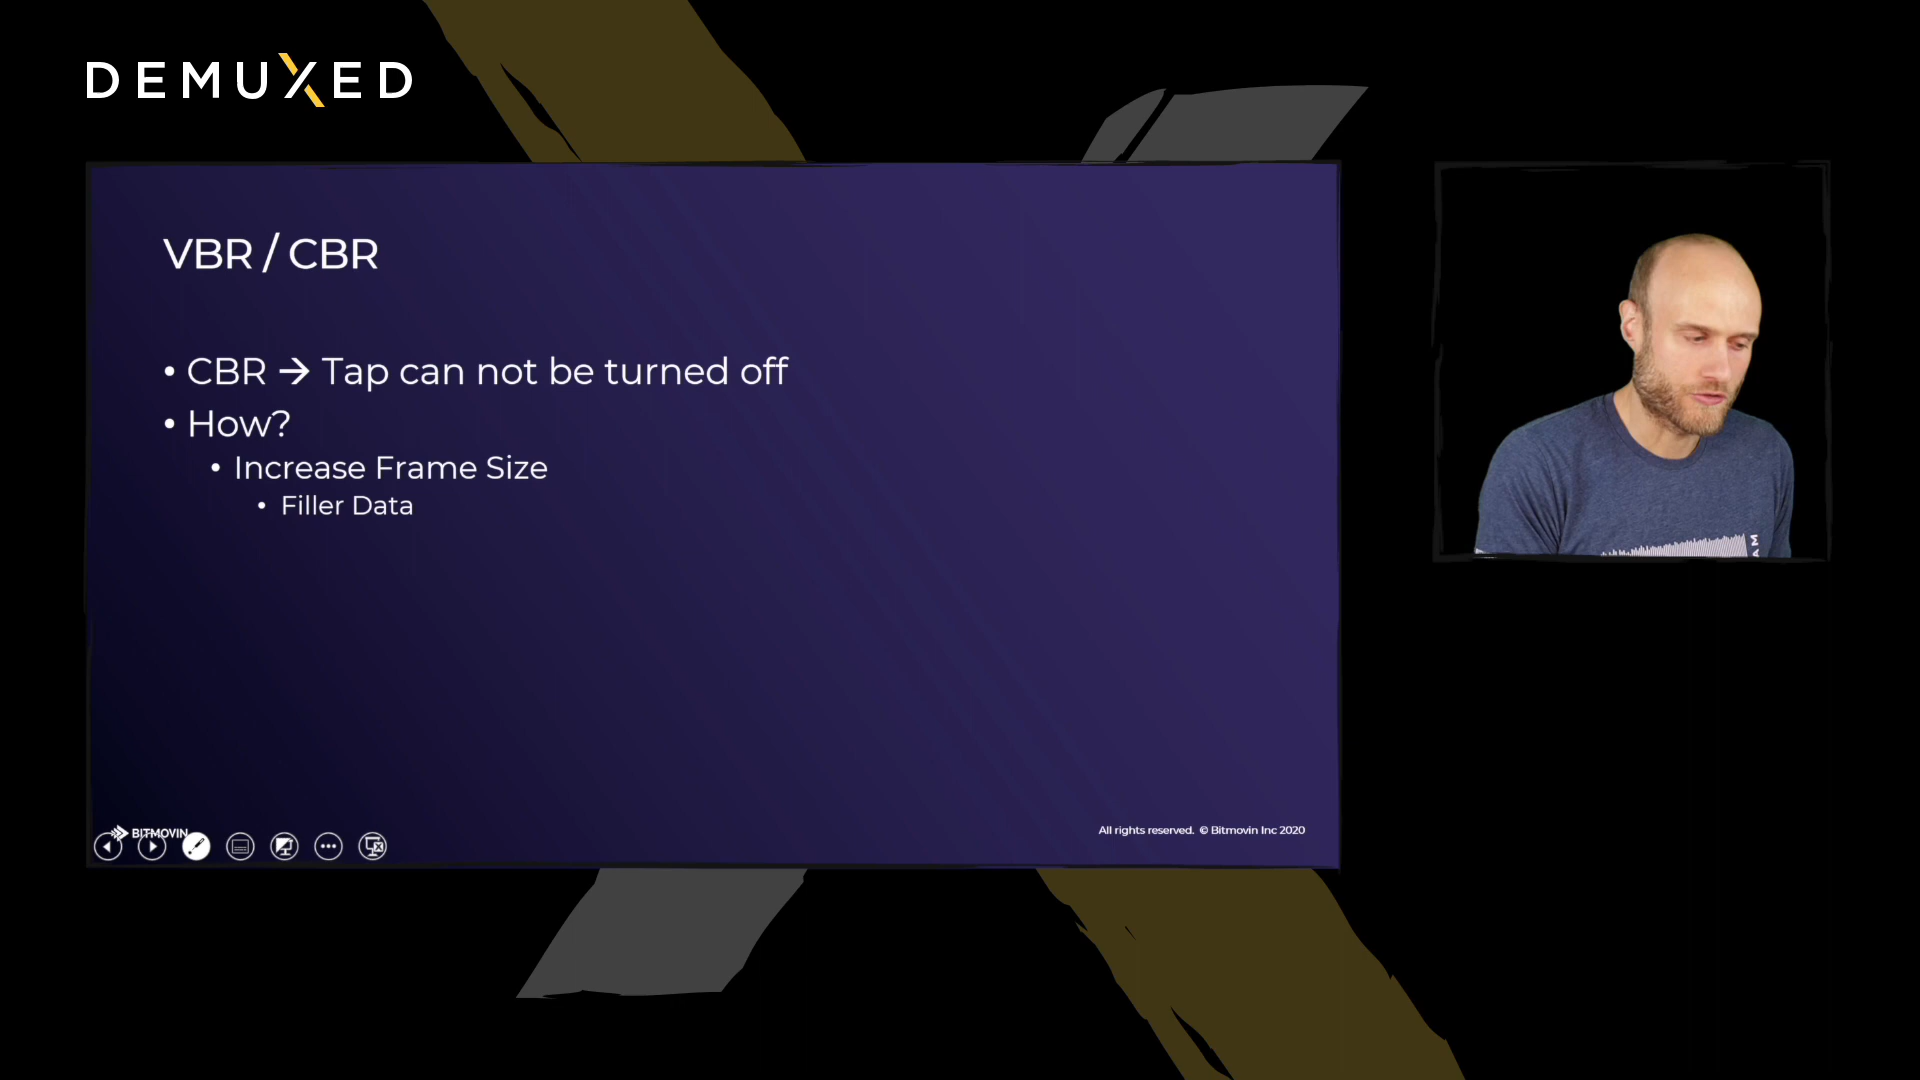 DEMUXED
VBR / CBR
• CBR → Tap can not be turned off
• How?
• Increase Frame Size
• Filler Data
BITMOVIN
All rights reserved. © Bitmovin Inc 2020
AM